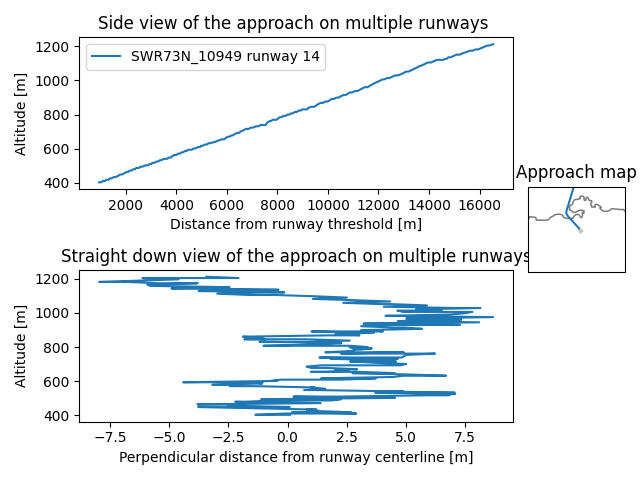 Side view of the approach on multiple runways
1200
1000
800
600
400
Altitude [m]
SWR73N_10949 runway 14
2000 4000 6000 8000 10000 12000 14000 16000
Distance from runway threshold [m]
Approach map
Straight down view of the approach on multiple runways
1200
1000
800
600
400
Altitude [m]
−7.5 −5.0 −2.5 0.0 2.5 5.0 7.5
Perpendicular distance from runway centerline [m]